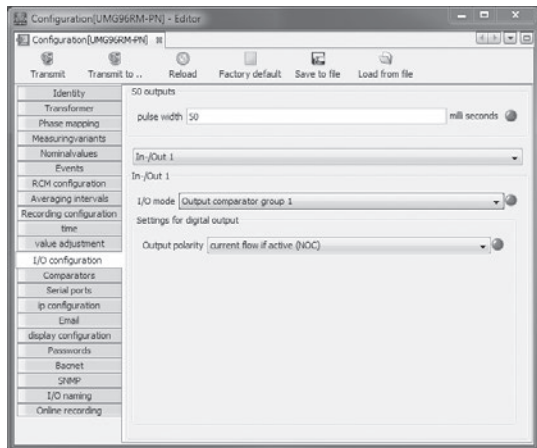 Configuration[UMG96RM-PN] - Editor
Configuration[UMG96RM-PN]
Transmit
Transmit to ..
Reload
Factory default
Save to file
Load from file
Identity
Transformer
Phase mapping
Measuringvariants
Nominalvalues
Events
RCM configuration
Averaging intervals
Recording configuration
time
value adjustment
I/O configuration
Comparators
Serial ports
ip configuration
Email
display configuration
Passwords
Bacnet
SNMP
I/O naming
Online recording
S0 outputs
pulse width 50 milli seconds
In-/Out 1
In-/Out 1
I/O mode Output comparator group 1
Settings for digital output
Output polarity current flow if active (NOC)